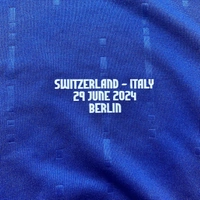 SWITZERLAND - ITALY
29 JUNE 2024
BERLIN